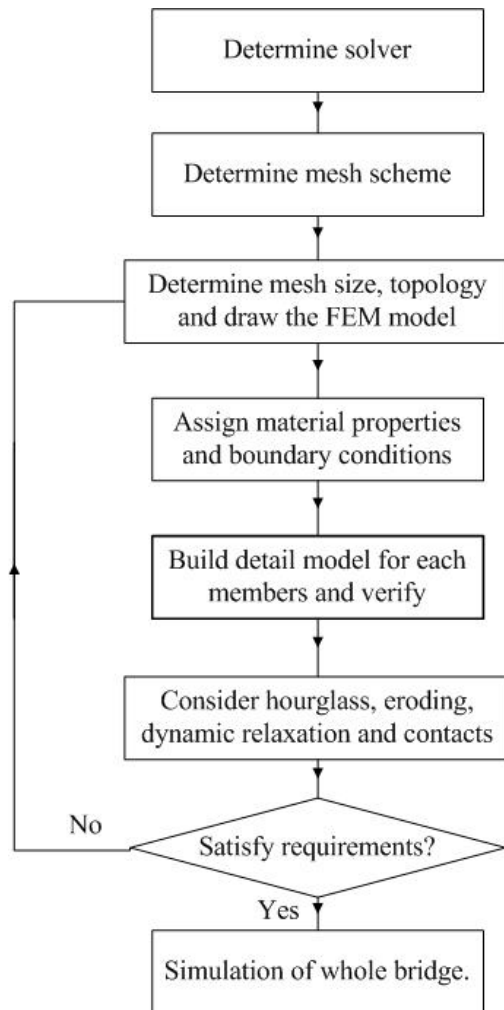 Determine solver
Determine mesh scheme
Determine mesh size, topology
and draw the FEM model
Assign material properties
and boundary conditions
Build detail model for each
members and verify
Consider hourglass, eroding,
dynamic relaxation and contacts
No
Satisfy requirements?
Yes
Simulation of whole bridge.